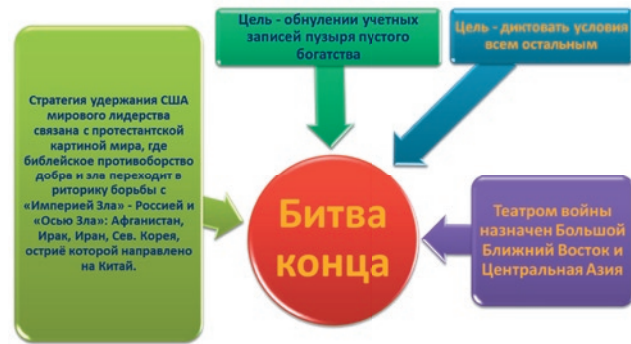 Цель - обнулении учетных
записей пузыря пустого
богатства
Цель - диктовать условия
всем остальным
Стратегия удержания США
мирового лидерства
связана с протестантской
картиной мира, где
библейское противоборство
добра и зла переходит в
риторику борьбы с
«Империей Зла» - Россией и
«Осью Зла»: Афганистан,
Ирак, Иран, Сев. Корея,
остриё которой направлено
на Китай.
Битва
конца
Театром войны
назначен Большой
Ближний Восток и
Центральная Азия